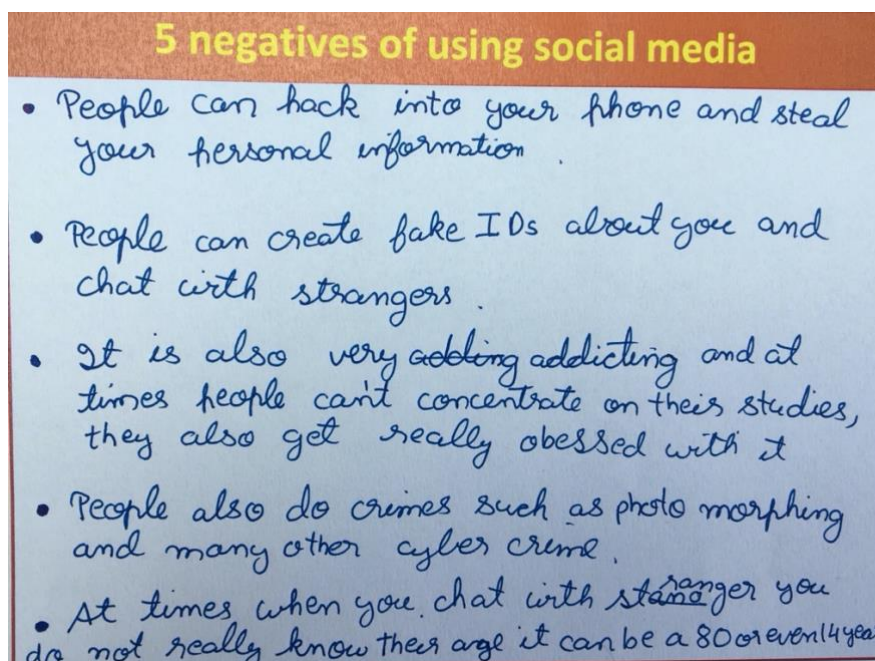 5 negatives of using social media
• People can hack into your phone and steal
your personal information.
• People can create fake IDs about you and
chat with strangers.
• It is also very adding addicting and at
times people can't concentrate on their studies,
they also get really obessed with it
• People also do crimes such as photo morphing
and many other cyber crime.
• At times when you chat with stranger you
do not really know their age it can be a 80 or even 14 year